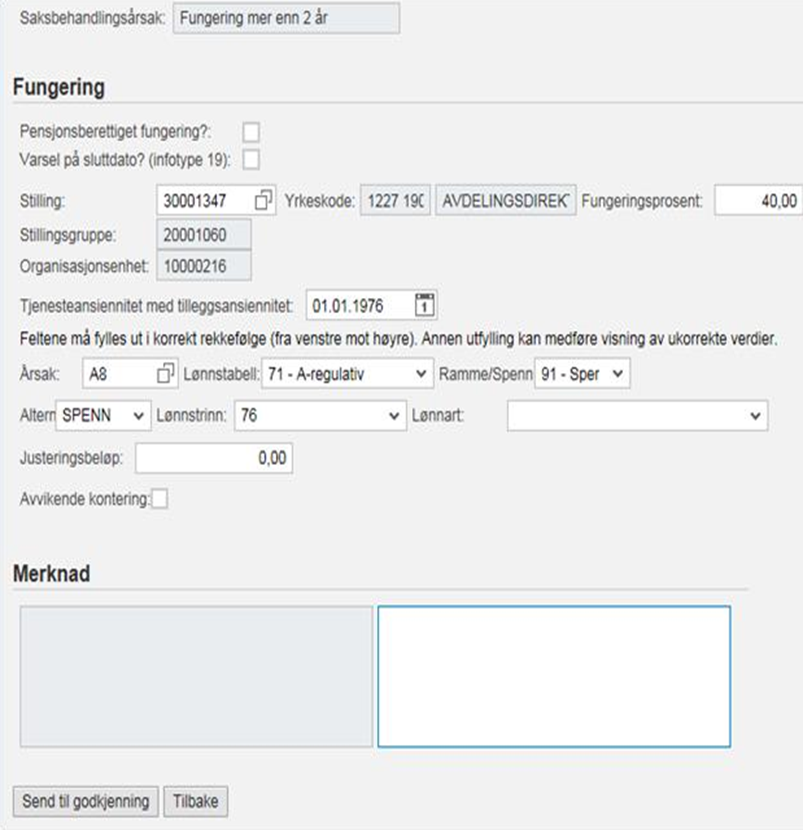 Saksbehandlingsårsak: Fungering mer enn 2 år
Fungering
Pensjonsberettiget fungering?:
Varsel på sluttdato? (infotype 19):
Stilling: 30001347 Yrkeskode: 1227 190 AVDELINGSDIREKT Fungeringsprosent: 40,00
Stillingsgruppe: 20001060
Organisasjonsenhet: 10000216
Tjenesteansiennitet med tilleggsansiennitet: 01.01.1976 1
Feltene må fylles ut i korrekt rekkefølge (fra venstre mot høyre). Annen utfylling kan medføre visning av ukorrekte verdier.
Årsak: A8 Lønnstabell: 71 - A-regulativ Ramme/Spenn 91 - Sper
Altern SPENN Lønnstrinn: 76 Lønnart:
Justeringsbeløp: 0,00
Avvikende kontering:
Merknad
Send til godkjenning Tilbake